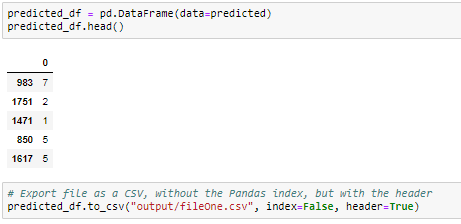 predicted_df = pd.DataFrame(data=predicted)
predicted_df.head()
0
983 7
1751 2
1471 1
850 5
1617 5
# Export file as a CSV, without the Pandas index, but with the header
predicted_df.to_csv("output/fileOne.csv", index=False, header=True)